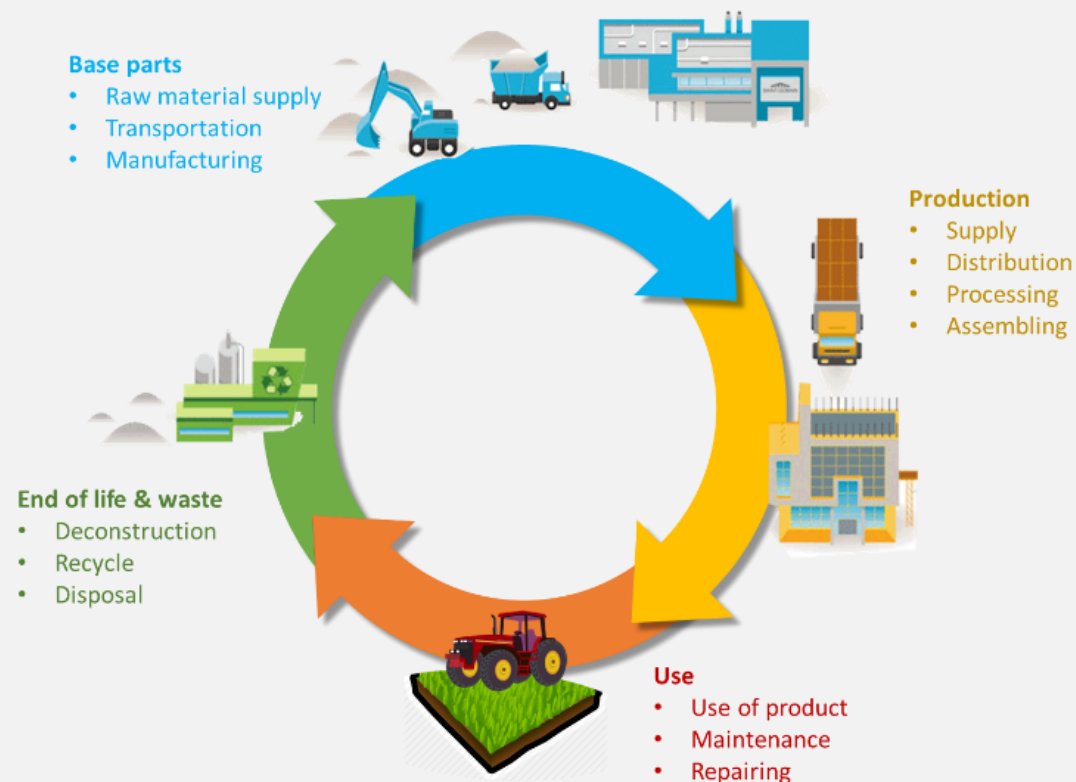 Base parts
• Raw material supply
• Transportation
• Manufacturing
Production
• Supply
• Distribution
• Processing
• Assembling
End of life & waste
• Deconstruction
• Recycle
• Disposal
Use
• Use of product
• Maintenance
• Repairing